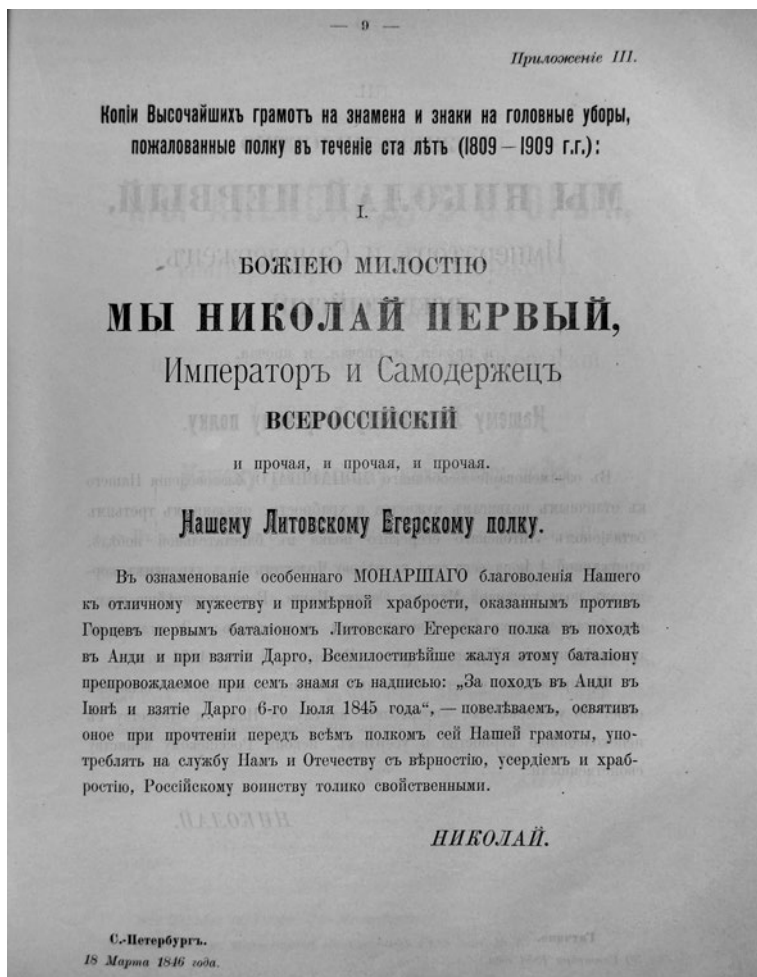 — 9 —
Приложеніе III.
Копіи Высочайшихъ грамотъ на знамена и знаки на головные уборы,
пожалованные полку въ теченіе ста лѣтъ (1809—1909 г.г.):
I.
БОЖІЕЮ МИЛОСТІЮ
МЫ НИКОЛАЙ ПЕРВЫЙ,
Императоръ и Самодержецъ
ВСЕРОССІЙСКІЙ
и прочая, и прочая, и прочая.
Нашему Литовскому Егерскому полку.
Въ ознаменованіе особеннаго МОНАРШАГО благоволенія Нашего
къ отличному мужеству и примѣрной храбрости, оказаннымъ противъ
Горцевъ первымъ баталіономъ Литовскаго Егерскаго полка въ походѣ
въ Анди и при взятіи Дарго, Всемилостивѣйше жалуя этому баталіону
препровождаемое при семъ знамя съ надписью: „За походъ въ Анди въ
Іюнѣ и взятіе Дарго 6-го Іюля 1845 года“, — повелѣваемъ, освятивъ
оное при прочтеніи передъ всѣмъ полкомъ сей Нашей грамоты, упо-
треблять на службу Намъ и Отечеству съ вѣрностію, усердіемъ и храб-
ростію, Россійскому воинству толико свойственными.
НИКОЛАЙ.
С.-Петербургъ.
18 Марта 1846 года.